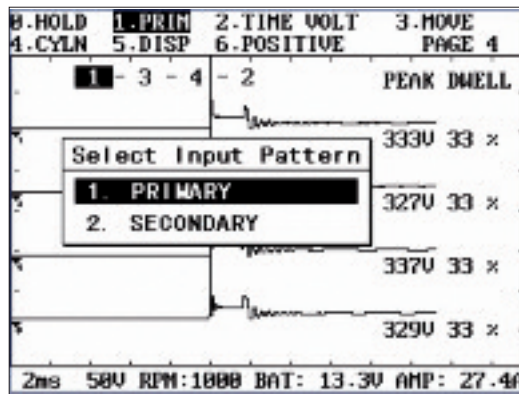 0.HOLD 1.PRIM 2.TIME VOLT 3.MOVE
4.CYLN 5.DISP 6.POSITIVE PAGE 4
1 - 3 - 4 - 2 PEAK DWELL
333V 33 %
Select Input Pattern
1. PRIMARY
327V 33 %
2. SECONDARY
337V 33 %
329V 33 %
2ms 50V RPM:1000 BAT: 13.3V AMP: 27.4A